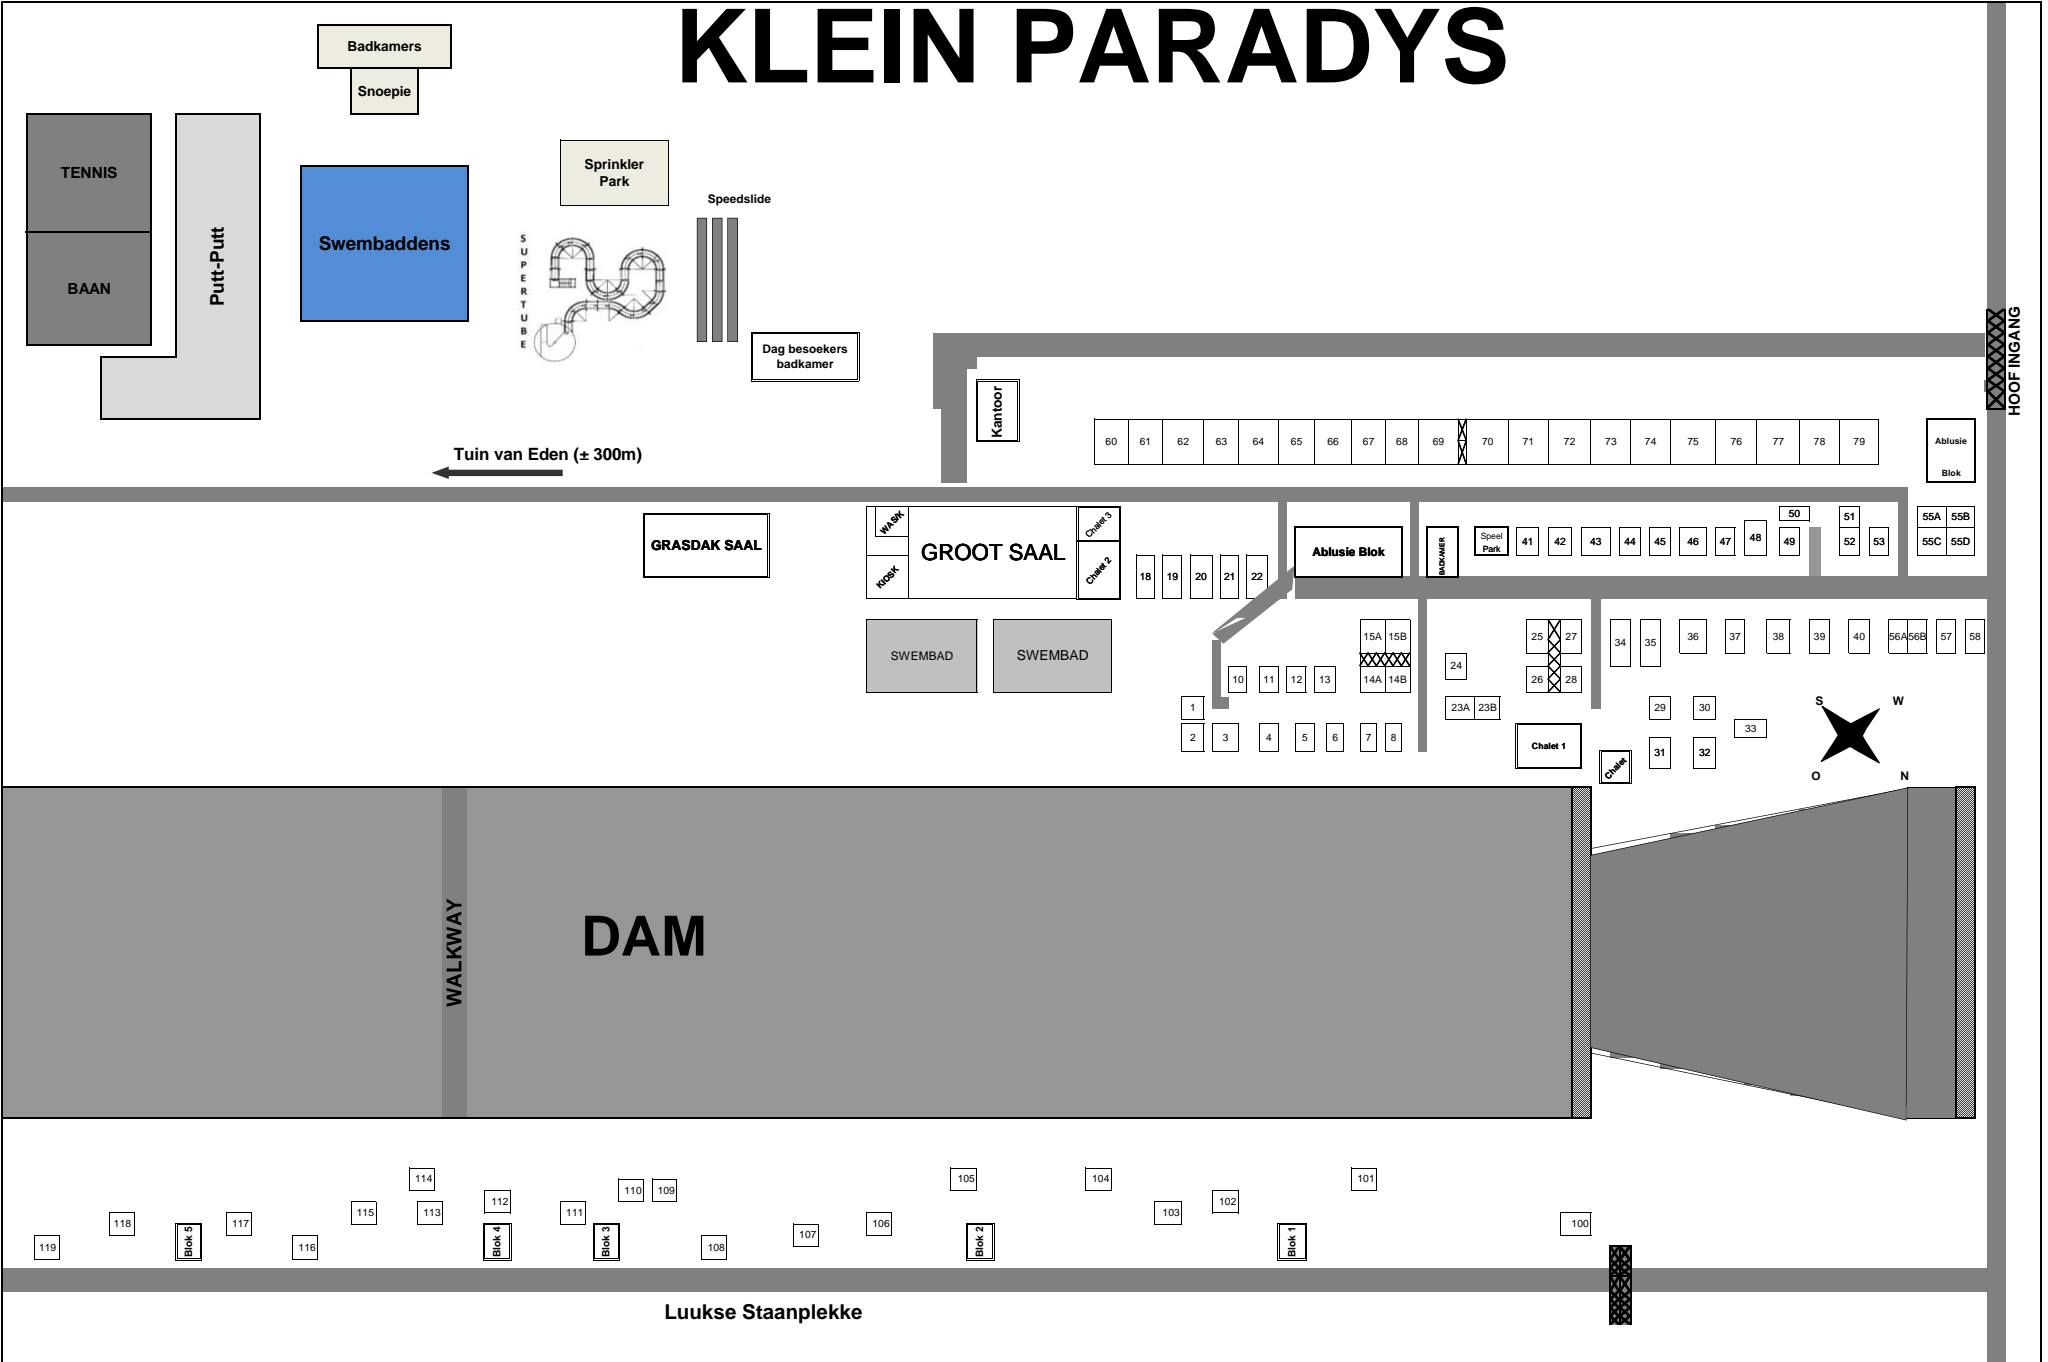 KLEIN PARADYS
Badkamers
Snoepie
TENNIS
BAAN
Putt-Putt
Swembaddens
Sprinkler
Park
Speedslide
SUPERTUBE
Dag besoekers
badkamer
Kantoor
HOOF INGANG
Tuin van Eden (± 300m)
60 61 62 63 64 65 66 67 68 69 70 71 72 73 74 75 76 77 78 79
Ablusie
Blok
GRASDAK SAAL
WAS/K
KIOSK
GROOT SAAL
Chalet 3
Chalet 2
18 19 20 21 22
Ablusie Blok
BADKAMER
Speel
Park
41 42 43 44 45 46 47 48 49
50
51
52 53
55A 55B
55C 55D
SWEMBAD
SWEMBAD
15A 15B
14A 14B
10 11 12 13
1
2 3 4 5 6 7 8
24
23A 23B
25 27
26 28
34 35 36 37 38 39 40 56A 56B 57 58
29 30
33
31 32
Chalet 1
Chalet
S W
O N
WALKWAY
DAM
114 105 104 101
110 109
112 102
115 113 111 103
118 117 106 100
107
119 116 108
Blok 5
Blok 4
Blok 3
Blok 2
Blok 1
Luukse Staanplekke